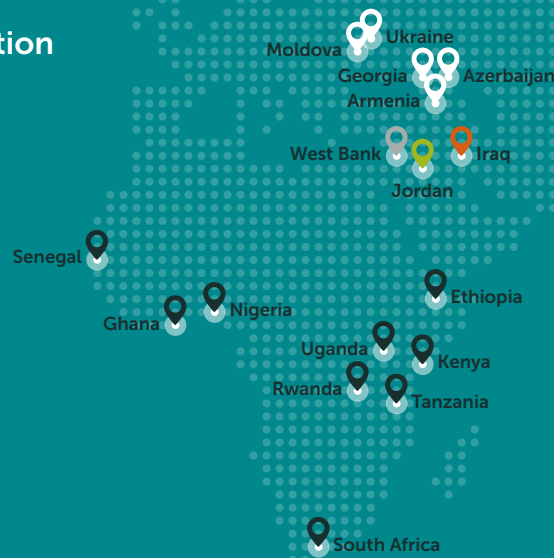 tion
Ukraine
Moldova
Georgia
Azerbaijan
Armenia
West Bank
Iraq
Jordan
Senegal
Ethiopia
Nigeria
Ghana
Uganda
Kenya
Rwanda
Tanzania
South Africa